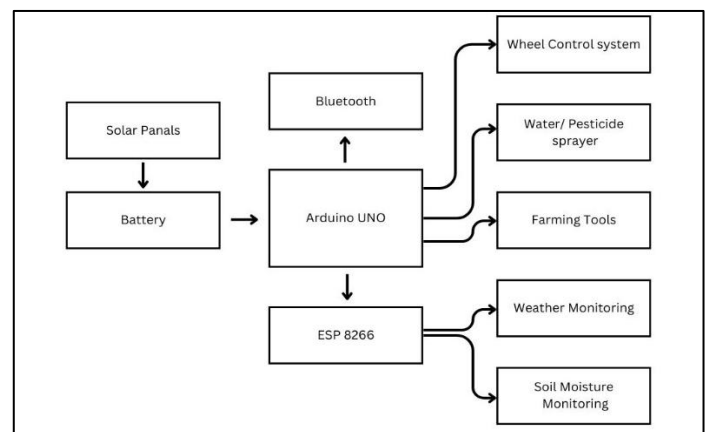 Wheel Control system
Bluetooth
Solar Panals
Water/ Pesticide
sprayer
Battery
Arduino UNO
Farming Tools
ESP 8266
Weather Monitoring
Soil Moisture
Monitoring